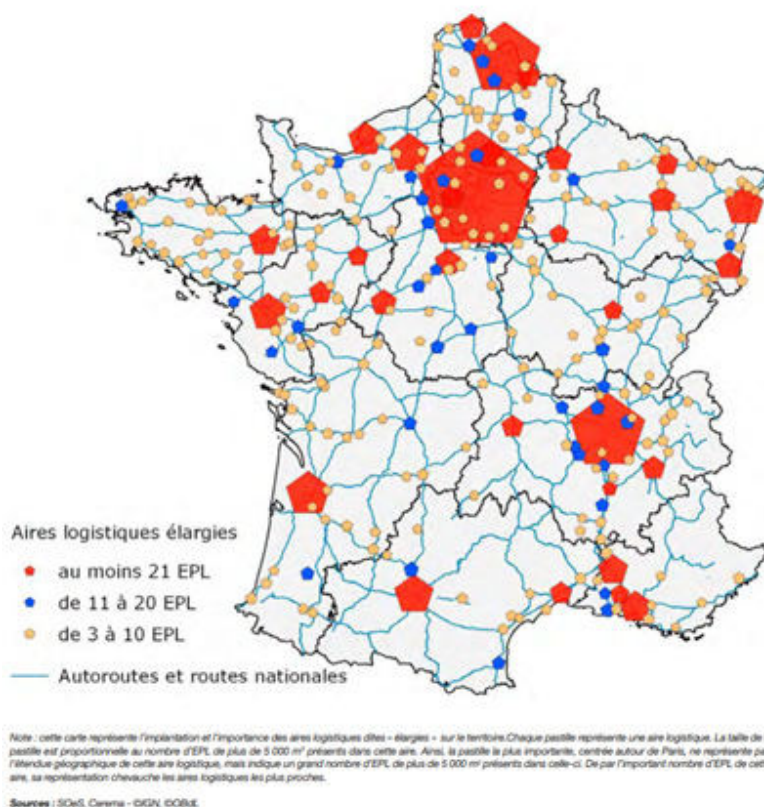 Aires logistiques élargies
au moins 21 EPL
de 11 à 20 EPL
de 3 à 10 EPL
Autoroutes et routes nationales
Note : cette carte représente l'implantation et l'importance des aires logistiques dites « élargies » sur le territoire.Chaque pastille représente une aire logistique. La taille de
pastille est proportionnelle au nombre d'EPL de plus de 5 000 m² présents dans cette aire. Ainsi, la pastille la plus importante, centrée autour de Paris, ne représente pa
l'étendue géographique de cette aire logistique, mais indique un grand nombre d'EPL de plus de 5 000 m² présents dans celle-ci. De par l'important nombre d'EPL de cet
aire, sa représentation chevauche les aires logistiques les plus proches.
Sources : SOeS, Cerema - ©IGN,